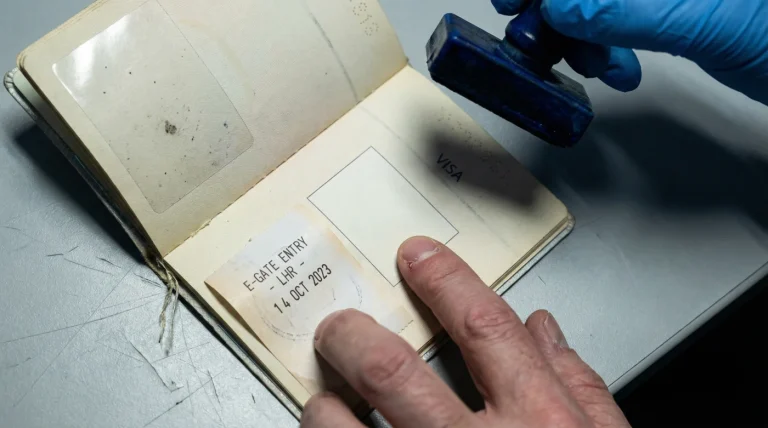 VISA
E-GATE ENTRY
- LHR -
14 OCT 2023